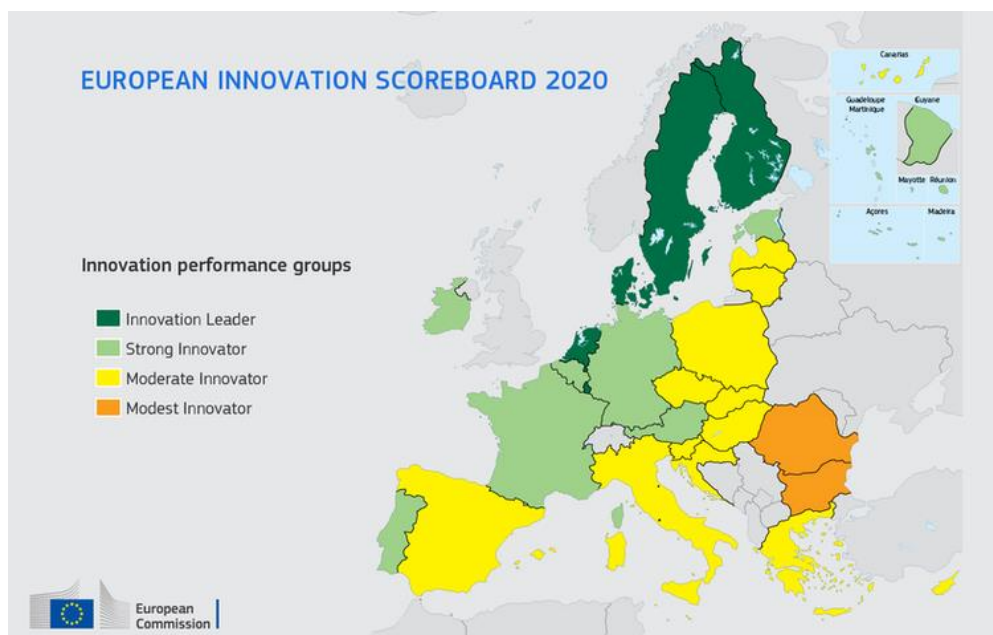 EUROPEAN INNOVATION SCOREBOARD 2020
Canarias
Guadeloupe
Martinique
Guyane
Mayotte Réunion
Açores
Madeira
Innovation performance groups
Innovation Leader
Strong Innovator
Moderate Innovator
Modest Innovator
European
Commission